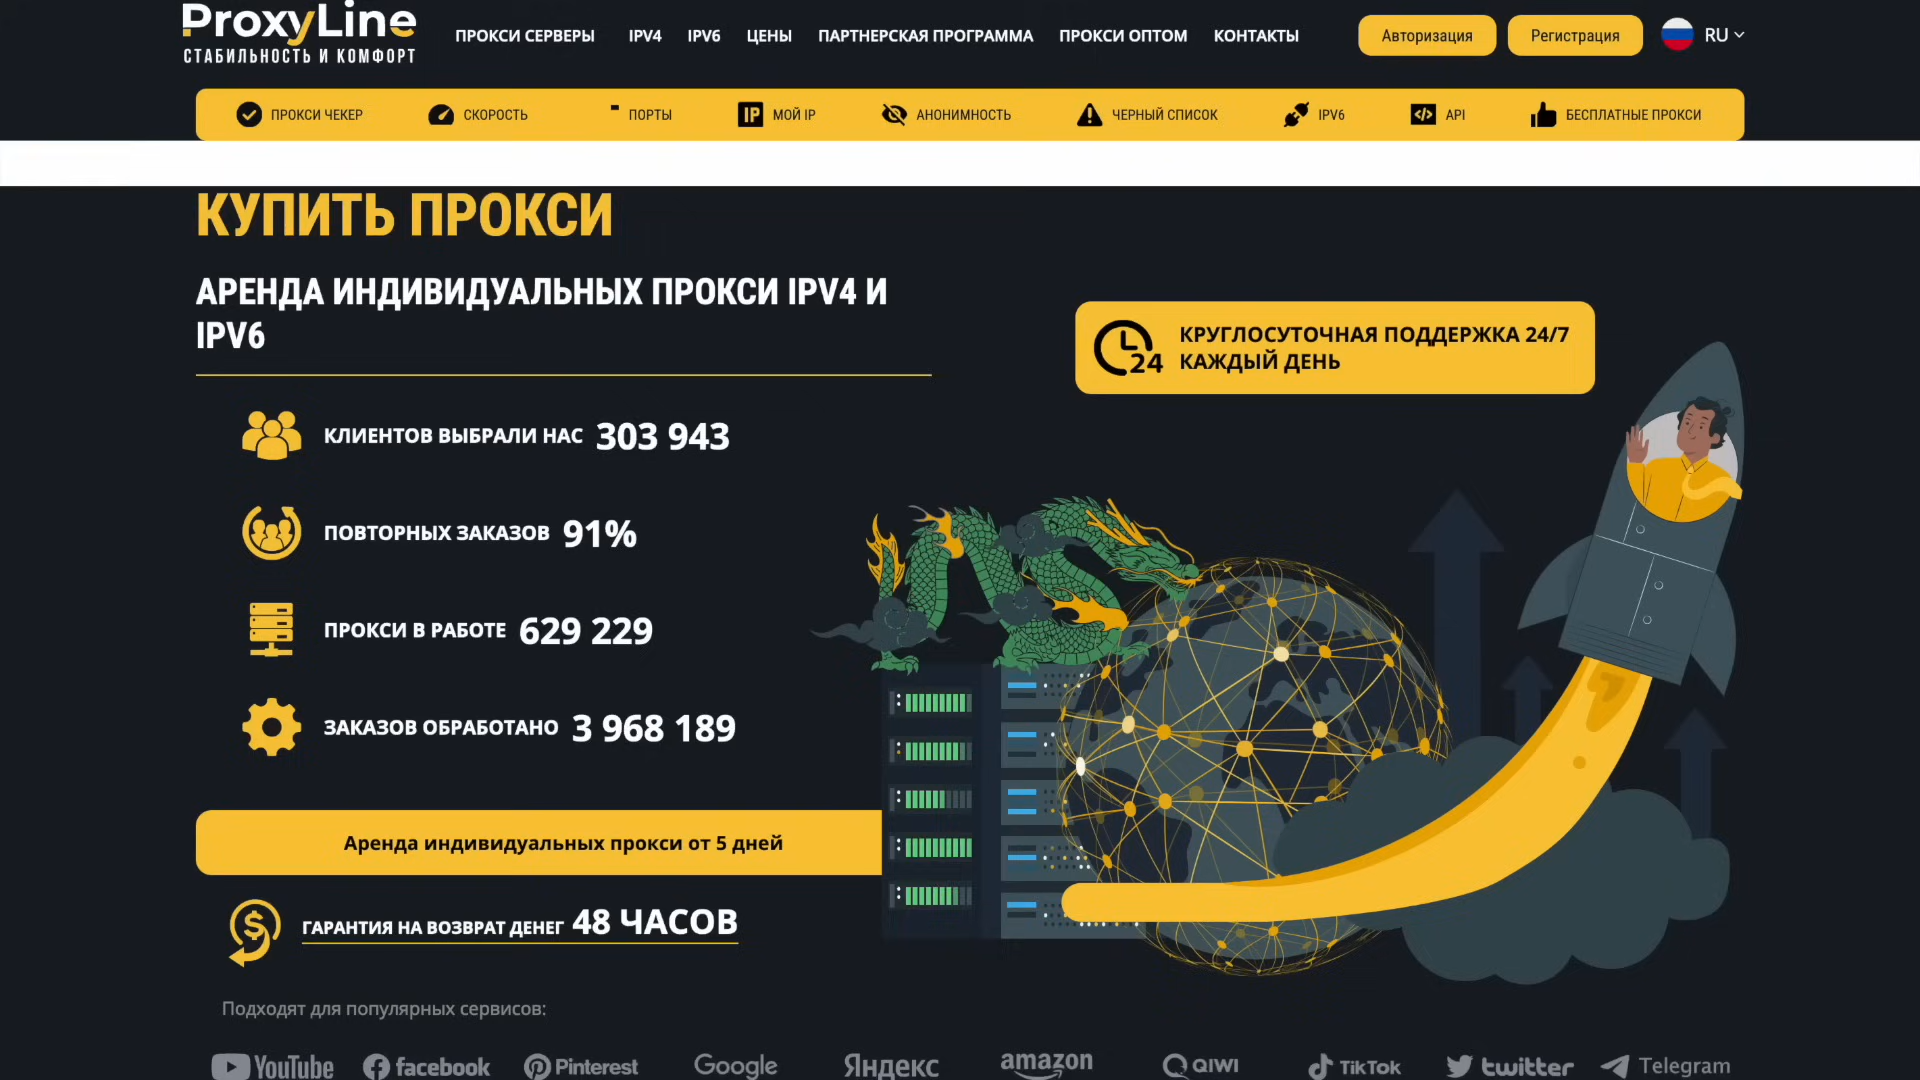 ProxyLine
СТАБИЛЬНОСТЬ И КОМФОРТ
ПРОКСИ СЕРВЕРЫ
IPV4
IPV6
ЦЕНЫ
ПАРТНЕРСКАЯ ПРОГРАММА
ПРОКСИ ОПТОМ
КОНТАКТЫ
Авторизация
Регистрация
RU
ПРОКСИ ЧЕКЕР
СКОРОСТЬ
ПОРТЫ
IP
МОЙ IP
АНОНИМНОСТЬ
ЧЕРНЫЙ СПИСОК
IPV6
API
БЕСПЛАТНЫЕ ПРОКСИ
КУПИТЬ ПРОКСИ
АРЕНДА ИНДИВИДУАЛЬНЫХ ПРОКСИ IPV4 И
IPV6
24
КРУГЛОСУТОЧНАЯ ПОДДЕРЖКА 24/7
КАЖДЫЙ ДЕНЬ
КЛИЕНТОВ ВЫБРАЛИ НАС 303 943
ПОВТОРНЫХ ЗАКАЗОВ 91%
ПРОКСИ В РАБОТЕ 629 229
ЗАКАЗОВ ОБРАБОТАНО 3 968 189
Аренда индивидуальных прокси от 5 дней
ГАРАНТИЯ НА ВОЗВРАТ ДЕНЕГ 48 ЧАСОВ
Подходят для популярных сервисов:
YouTube
facebook
Pinterest
Google
Яндекс
amazon
QIWI
TikTok
twitter
Telegram